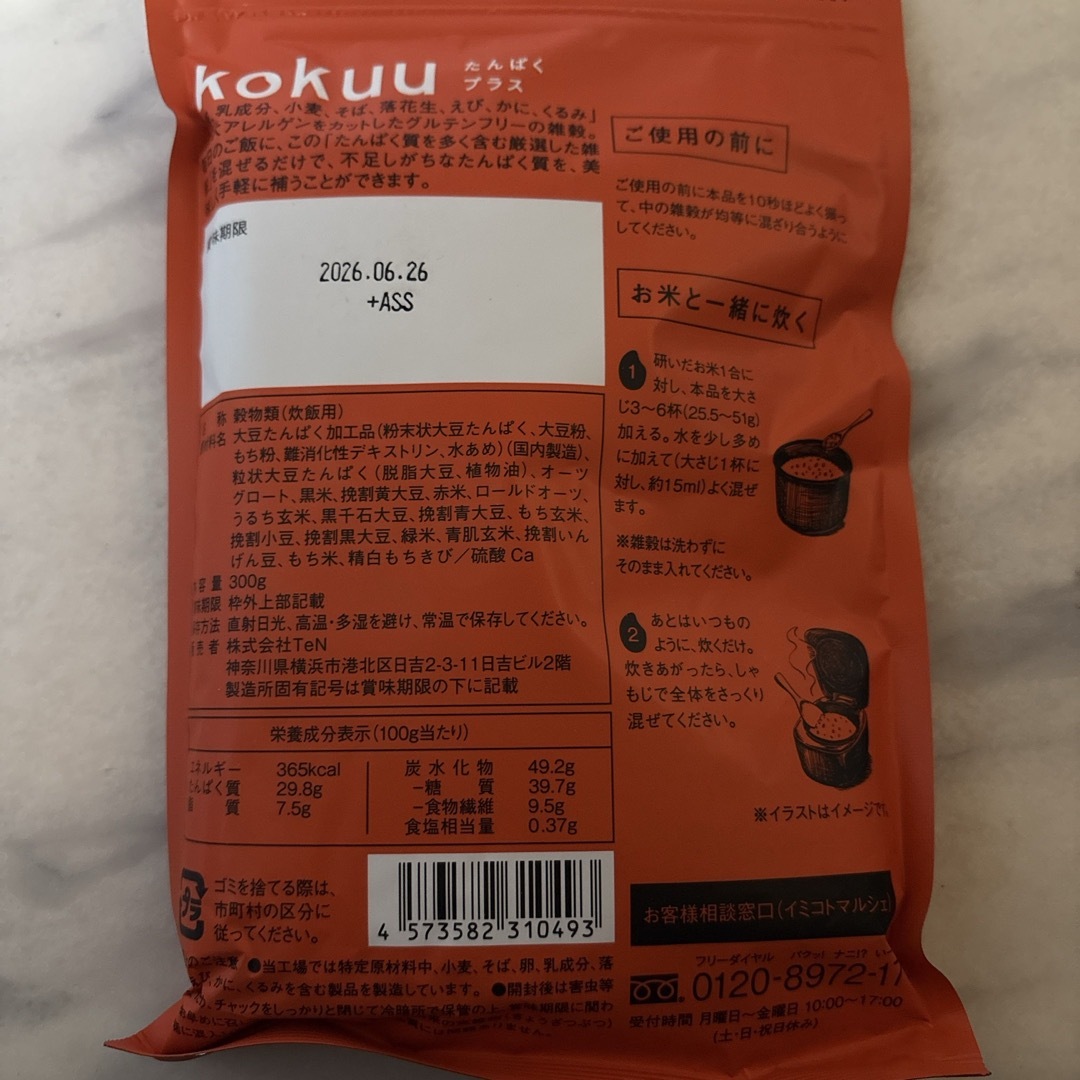 kokuu たんぱく
プラス
乳成分、小麦、そば、落花生、えび、かに、くるみ」
アレルゲンをカットしたグルテンフリーの雑穀。
のご飯に、この「たんぱく質を多く含む厳選した雑
を混ぜるだけで、不足しがちなたんぱく質を、美
手軽に補うことができます。
味期限
2026.06.26
+ASS
称 穀物類(炊飯用)
料名 大豆たんぱく加工品(粉末状大豆たんぱく、大豆粉、
もち粉、難消化性デキストリン、水あめ)(国内製造)、
粒状大豆たんぱく(脱脂大豆、植物油)、オーツ
グロート、黒米、挽割黄大豆、赤米、ロールドオーツ、
うるち玄米、黒千石大豆、挽割青大豆、もち玄米、
挽割小豆、挽割黒大豆、緑米、青肌玄米、挽割いん
げん豆、もち米、精白もちきび/硫酸Ca
容量 300g
味期限 枠外上部記載
存方法 直射日光、高温・多湿を避け、常温で保存してください。
売者 株式会社TeN
神奈川県横浜市港北区日吉2-3-11日吉ビル2階
製造所固有記号は賞味期限の下に記載
栄養成分表示(100g当たり)
エネルギー 365kcal
たんぱく質 29.8g
質 7.5g
炭水化物 49.2g
−糖質 39.7g
−食物繊維 9.5g
食塩相当量 0.37g
プラ
ゴミを捨てる際は、
市町村の区分に
従ってください。
4 573582 310493
のご注意 ●当工場では特定原材料中、小麦、そば、卵、乳成分、落
かに、くるみを含む製品を製造しています。 ●開封後は害虫等
チャックをしっかりと閉じて冷暗所で保管の上、賞味期限に関わ
ご使用の前に
ご使用の前に本品を10秒ほどよく振っ
て、中の雑穀が均等に混ざり合うように
してください。
お米と一緒に炊く
1 研いだお米1合に
対し、本品を大さ
じ3〜6杯(25.5〜51g)
加える。水を少し多め
に加えて(大さじ1杯に
対し、約15ml)よく混ぜ
ます。
※雑穀は洗わずに
そのまま入れてください。
2 あとはいつもの
ように、炊くだけ。
炊きあがったら、しゃ
もじで全体をさっくり
混ぜてください。
※イラストはイメージです。
お客様相談窓口(イミコトマルシェ)
フリーダイヤル パクッ! ナニ!?
0120-8972-17
受付時間 月曜日〜金曜日 10:00〜17:00
(土・日・祝日休み)